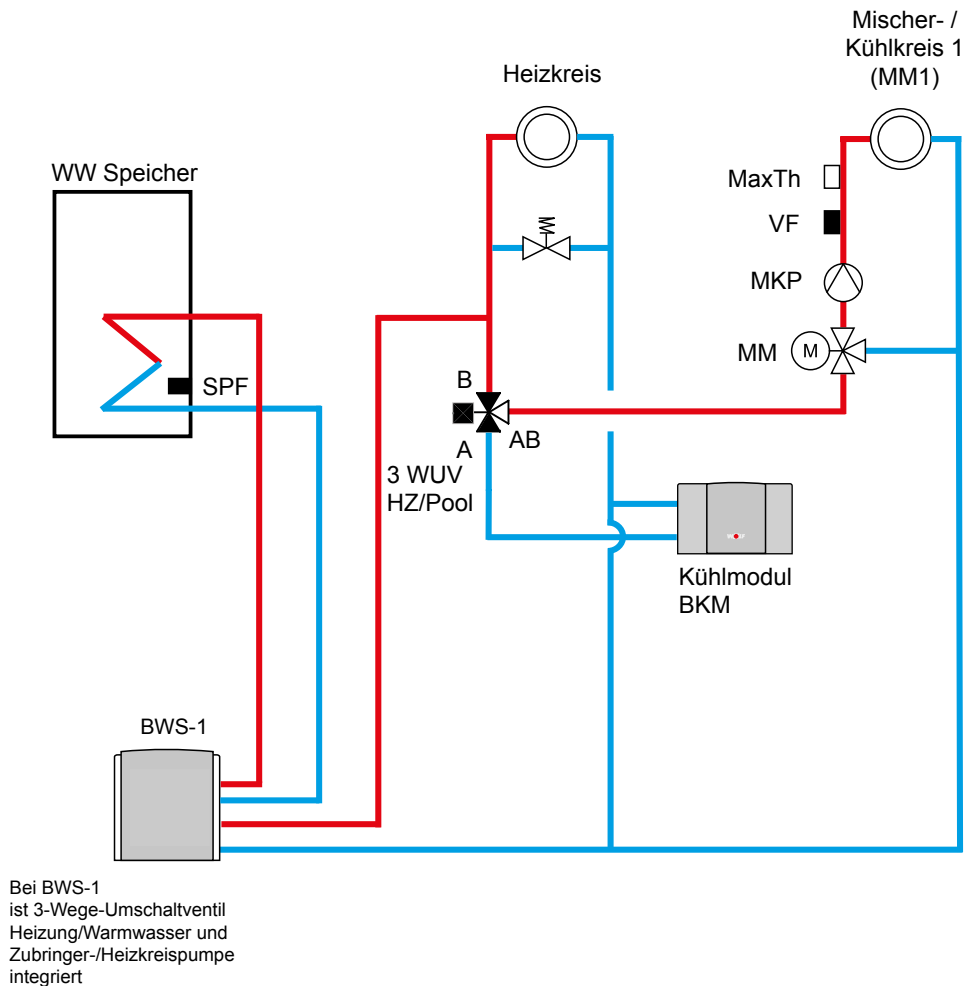 Mischer- /
Kühlkreis 1
(MM1)
Heizkreis
WW Speicher
MaxTh
VF
MKP
MM
M
SPF
B
A
AB
3 WUV
HZ/Pool
Kühlmodul
BKM
BWS-1
Bei BWS-1
ist 3-Wege-Umschaltventil
Heizung/Warmwasser und
Zubringer-/Heizkreispumpe
integriert